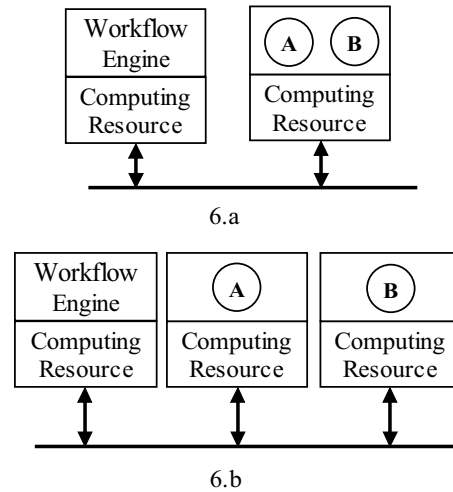 Workflow
Engine
Computing
Resource
A B
Computing
Resource
6.a
Workflow
Engine
Computing
Resource
A
Computing
Resource
B
Computing
Resource
6.b